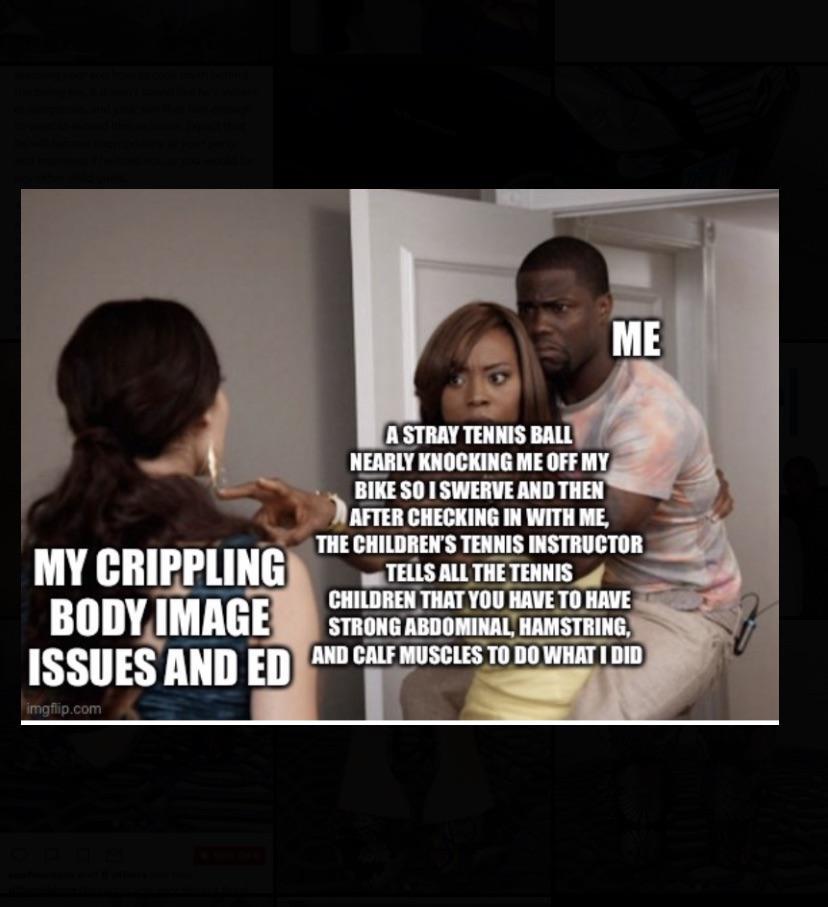 ME
A STRAY TENNIS BALL
NEARLY KNOCKING ME OFF MY
BIKE SO I SWERVE AND THEN
AFTER CHECKING IN WITH ME,
THE CHILDREN'S TENNIS INSTRUCTOR
TELLS ALL THE TENNIS
CHILDREN THAT YOU HAVE TO HAVE
STRONG ABDOMINAL, HAMSTRING,
AND CALF MUSCLES TO DO WHAT I DID
MY CRIPPLING
BODY IMAGE
ISSUES AND ED
imgflip.com